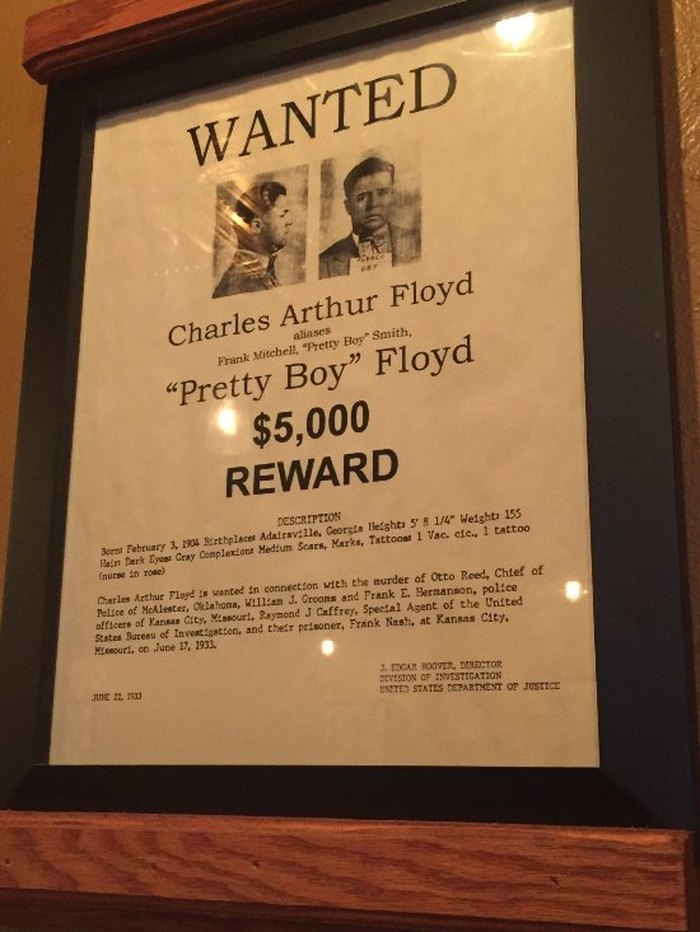 WANTED
Charles Arthur Floyd
aliases
Frank Mitchell, "Pretty Boy" Smith,
"Pretty Boy" Floyd
$5,000
REWARD
DESCRIPTION
Born: February 3, 1904 Birthplace: Adairsville, Georgia Height: 5' 8 1/4" Weight: 155
Hair: Dark Eyes: Gray Complexion: Medium Scars, Marks, Tattoos: 1 Vac. cic., 1 tattoo
(nurse in rose)
Charles Arthur Floyd is wanted in connection with the murder of Otto Reed, Chief of
Police of McAlester, Oklahoma, William J. Grooms and Frank E. Hermanson, police
officers of Kansas City, Missouri, Raymond J Caffrey, Special Agent of the United
States Bureau of Investigation, and their prisoner, Frank Nash, at Kansas City,
Missouri, on June 17, 1933.
J. EDGAR HOOVER, DIRECTOR
DIVISION OF INVESTIGATION
UNITED STATES DEPARTMENT OF JUSTICE
JUNE 22, 1933